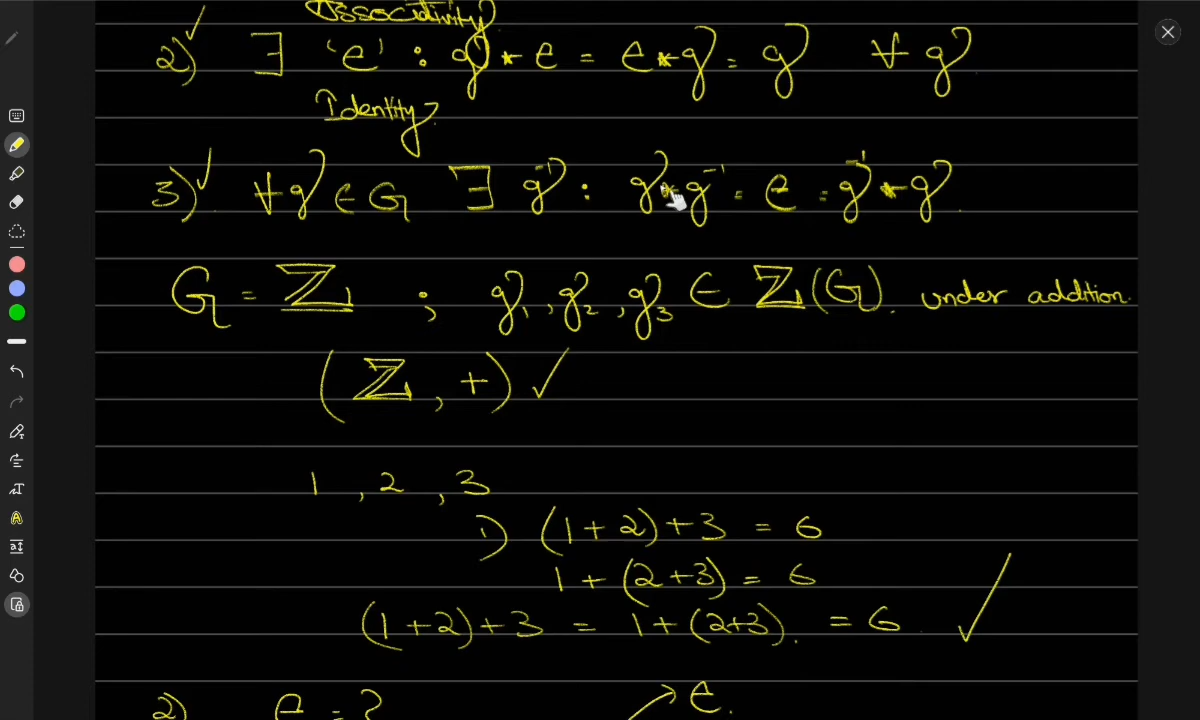 Associativity
2) ✓ ∃ 'e' : g * e = e * g = g ∀ g
Identity
3) ✓ ∀ g ∈ G ∃ g⁻¹ : g * g⁻¹ = e = g⁻¹ * g
G = ℤ ; g₁, g₂, g₃ ∈ ℤ (G). under addition.
(ℤ, +) ✓
1, 2, 3
1) (1+2)+3 = 6
1+(2+3) = 6
(1+2)+3 = 1+(2+3). = 6 ✓
2) e = ? → e.